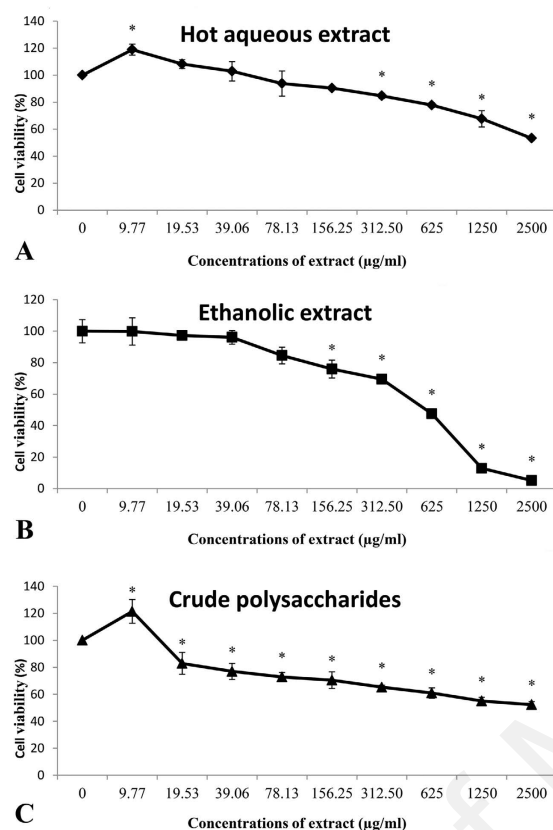 Hot aqueous extract
140
120
100
80
60
40
20
0
Cell viability (%)
* * * * *
0 9.77 19.53 39.06 78.13 156.25 312.50 625 1250 2500
A
Concentrations of extract (µg/ml)
Ethanolic extract
120
100
80
60
40
20
0
Cell viability (%)
* * * * *
0 9.77 19.53 39.06 78.13 156.25 312.50 625 1250 2500
B
Concentrations of extract (µg/ml)
Crude polysaccharides
140
120
100
80
60
40
20
0
Cell viability (%)
* * * * * * * * *
0 9.77 19.53 39.06 78.13 156.25 312.50 625 1250 2500
C
Concentrations of extract (µg/ml)
f M